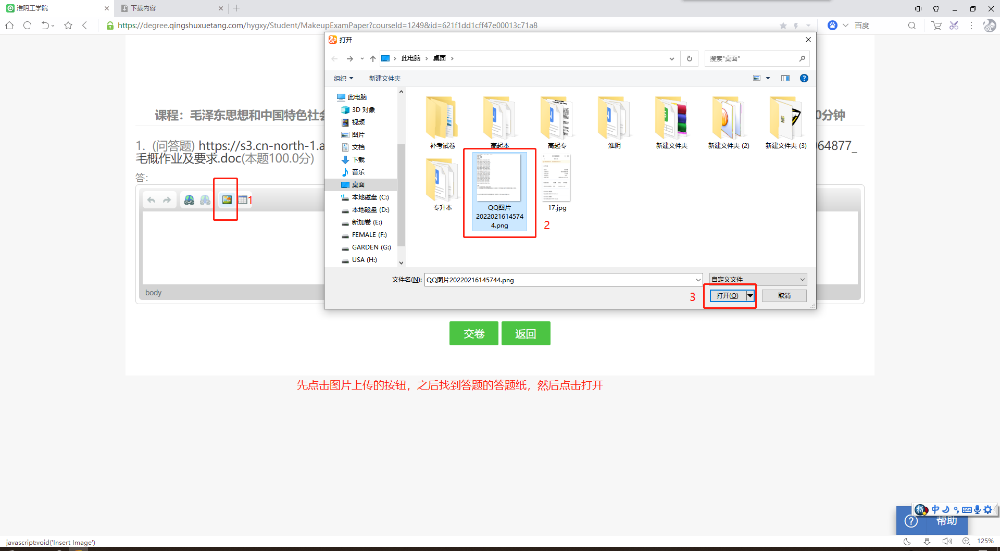 淮阴工学院
下载内容
https://degree.qingshuxuetang.com/hygxy/Student/MakeupExamPaper?courseId=1249&id=621f1dd1cff47e00013c71a8
百度
打开
此电脑 › 桌面 ›
搜索"桌面"
组织
新建文件夹
此电脑
3D 对象
视频
图片
文档
下载
音乐
桌面
本地磁盘 (C:)
本地磁盘 (D:)
新加卷 (E:)
FEMALE (F:)
GARDEN (G:)
USA (H:)
补考试卷
高起本
高起专
淮阴
新建文件夹
新建文件夹 (2)
新建文件夹 (3)
专升本
QQ图片
2022021614574
4.png
17.jpg
2
文件名(N):
QQ图片20220216145744.png
自定义文件
3
打开(O)
取消
课程：毛泽东思想和中国特色社会
0分钟
1. (问答题) https://s3.cn-north-1.a
064877_
毛概作业及要求.doc(本题100.0分)
答：
1
body
交卷
返回
先点击图片上传的按钮，之后找到答题的答题纸，然后点击打开
拼
中
帮助
javascript:void('Insert Image')
125%